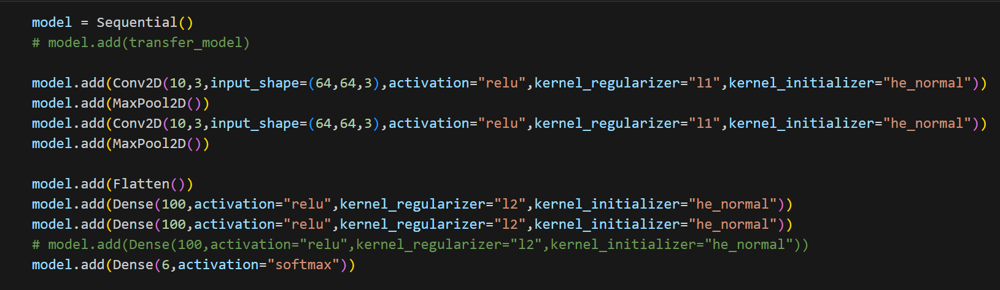 model = Sequential()
# model.add(transfer_model)
model.add(Conv2D(10,3,input_shape=(64,64,3),activation="relu",kernel_regularizer="l1",kernel_initializer="he_normal"))
model.add(MaxPool2D())
model.add(Conv2D(10,3,input_shape=(64,64,3),activation="relu",kernel_regularizer="l1",kernel_initializer="he_normal"))
model.add(MaxPool2D())
model.add(Flatten())
model.add(Dense(100,activation="relu",kernel_regularizer="l2",kernel_initializer="he_normal"))
model.add(Dense(100,activation="relu",kernel_regularizer="l2",kernel_initializer="he_normal"))
# model.add(Dense(100,activation="relu",kernel_regularizer="l2",kernel_initializer="he_normal"))
model.add(Dense(6,activation="softmax"))